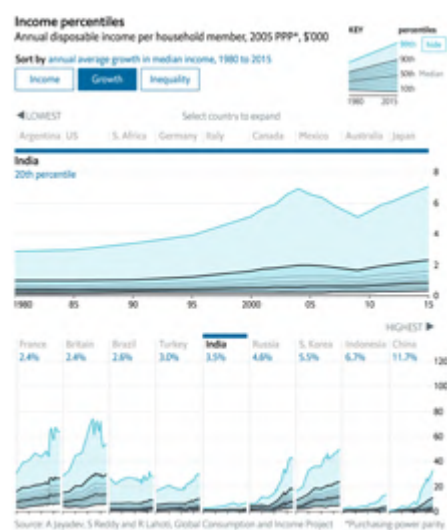 Income percentiles
Annual disposable income per household member, 2005 PPP*, $'000
KEY
percentiles
99th
hide
90th
50th Median
10th
1980 2015
Sort by annual average growth in median income, 1980 to 2015
Income Growth Inequality
◀LOWEST Select country to expand
Argentina US S. Africa Germany Italy Canada Mexico Australia Japan
India
20th percentile
8
6
4
2
0
1980 85 90 95 2000 05 10 15
HIGHEST ▶
France Britain Brazil Turkey India Russia S. Korea Indonesia China
2.4% 2.4% 2.6% 3.0% 3.5% 4.6% 5.5% 6.7% 11.7%
120
100
80
60
40
20
0
Source: A Jayadev, S Reddy and R Lahoti, Global Consumption and Income Project *Purchasing-power